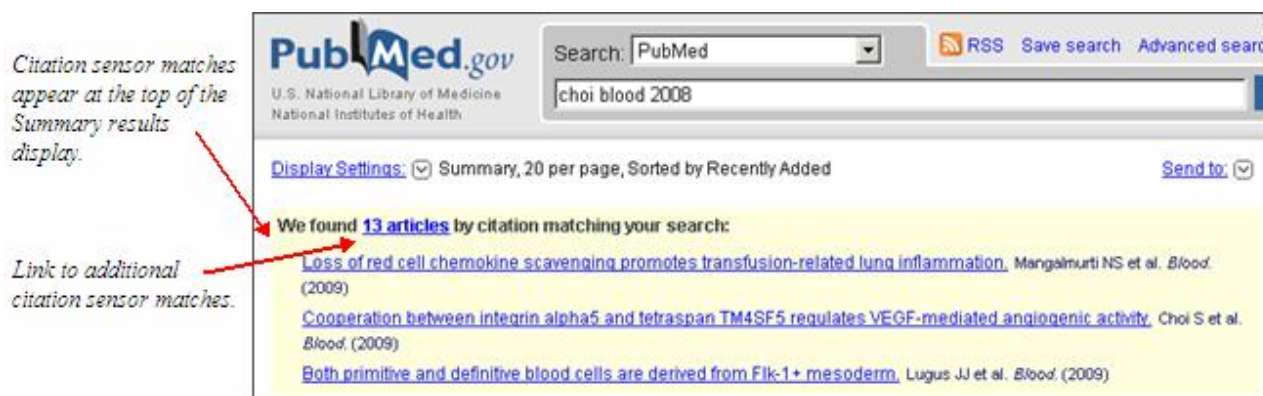 Citation sensor matches
appear at the top of the
Summary results
display.
Link to additional
citation sensor matches.
PubMed.gov
U.S. National Library of Medicine
National Institutes of Health
Search: PubMed
RSS Save search Advanced searc
choi blood 2008
Display Settings: Summary, 20 per page, Sorted by Recently Added
Send to:
We found 13 articles by citation matching your search:
Loss of red cell chemokine scavenging promotes transfusion-related lung inflammation. Mangalmurti NS et al. Blood.
(2009)
Cooperation between integrin alpha5 and tetraspan TM4SF5 regulates VEGF-mediated angiogenic activity. Choi S et al.
Blood. (2009)
Both primitive and definitive blood cells are derived from Flk-1+ mesoderm. Lugus JJ et al. Blood. (2009)